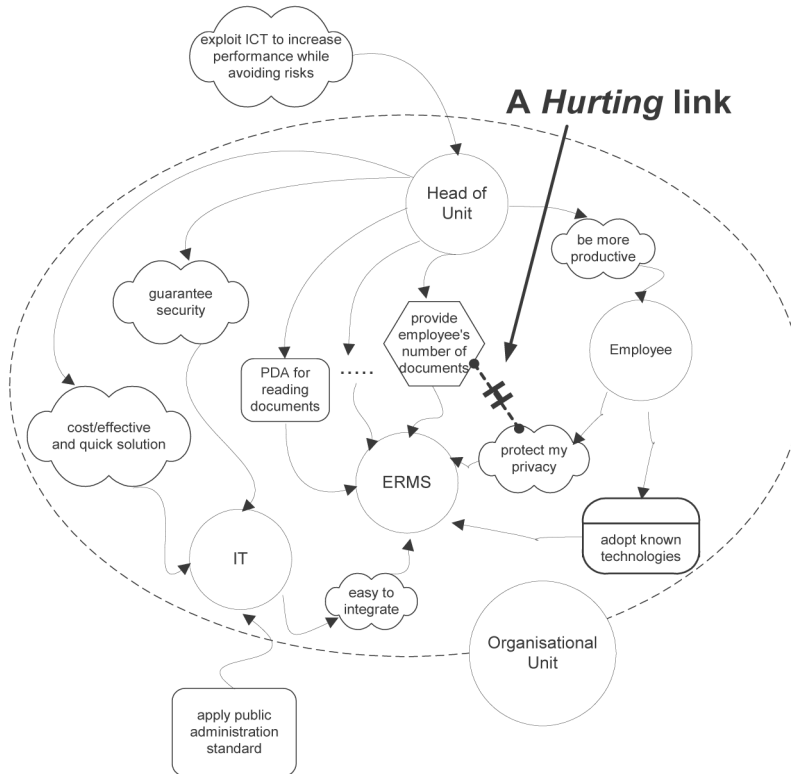 exploit ICT to increase
performance while
avoiding risks
A Hurting link
Head of
Unit
be more
productive
guarantee
security
provide
employee's
number of
documents
Employee
PDA for
reading
documents
.....
cost/effective
and quick solution
protect my
privacy
ERMS
adopt known
technologies
IT
easy to
integrate
Organisational
Unit
apply public
administration
standard